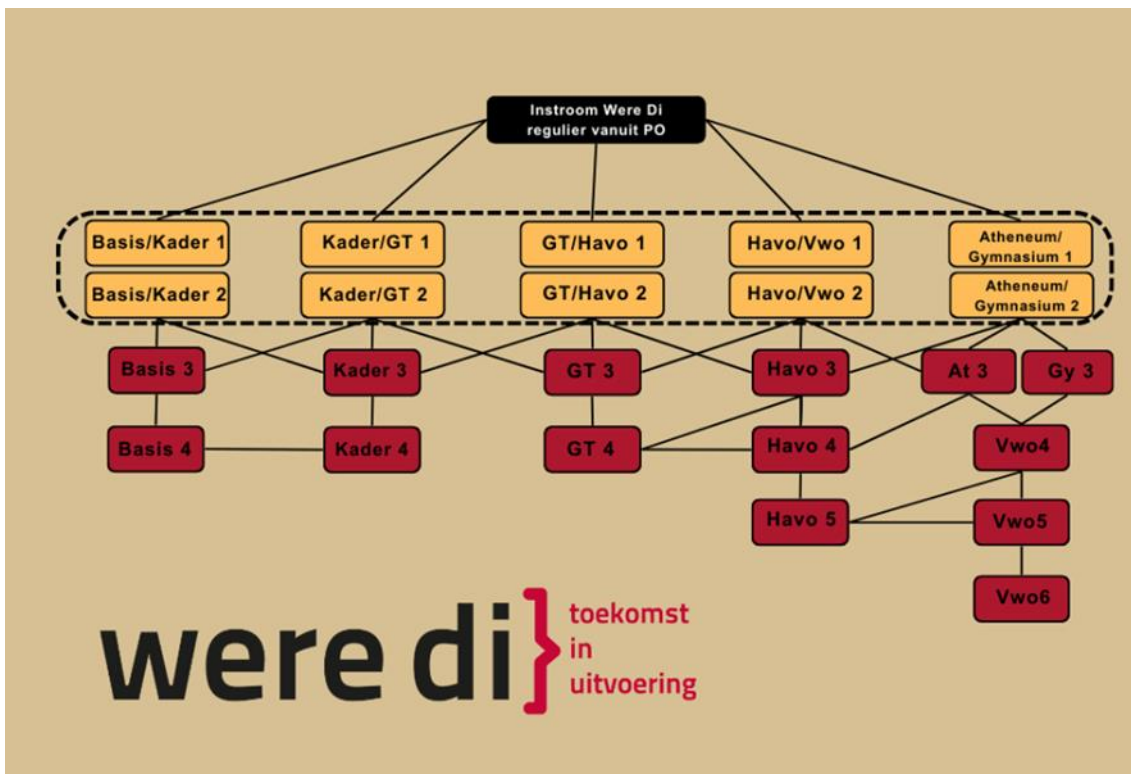 Instroom Were Di
regulier vanuit PO
Basis/Kader 1
Kader/GT 1
GT/Havo 1
Havo/Vwo 1
Atheneum/
Gymnasium 1
Basis/Kader 2
Kader/GT 2
GT/Havo 2
Havo/Vwo 2
Atheneum/
Gymnasium 2
Basis 3
Kader 3
GT 3
Havo 3
At 3
Gy 3
Basis 4
Kader 4
GT 4
Havo 4
Vwo4
Havo 5
Vwo5
Vwo6
were di}
toekomst
in
uitvoering